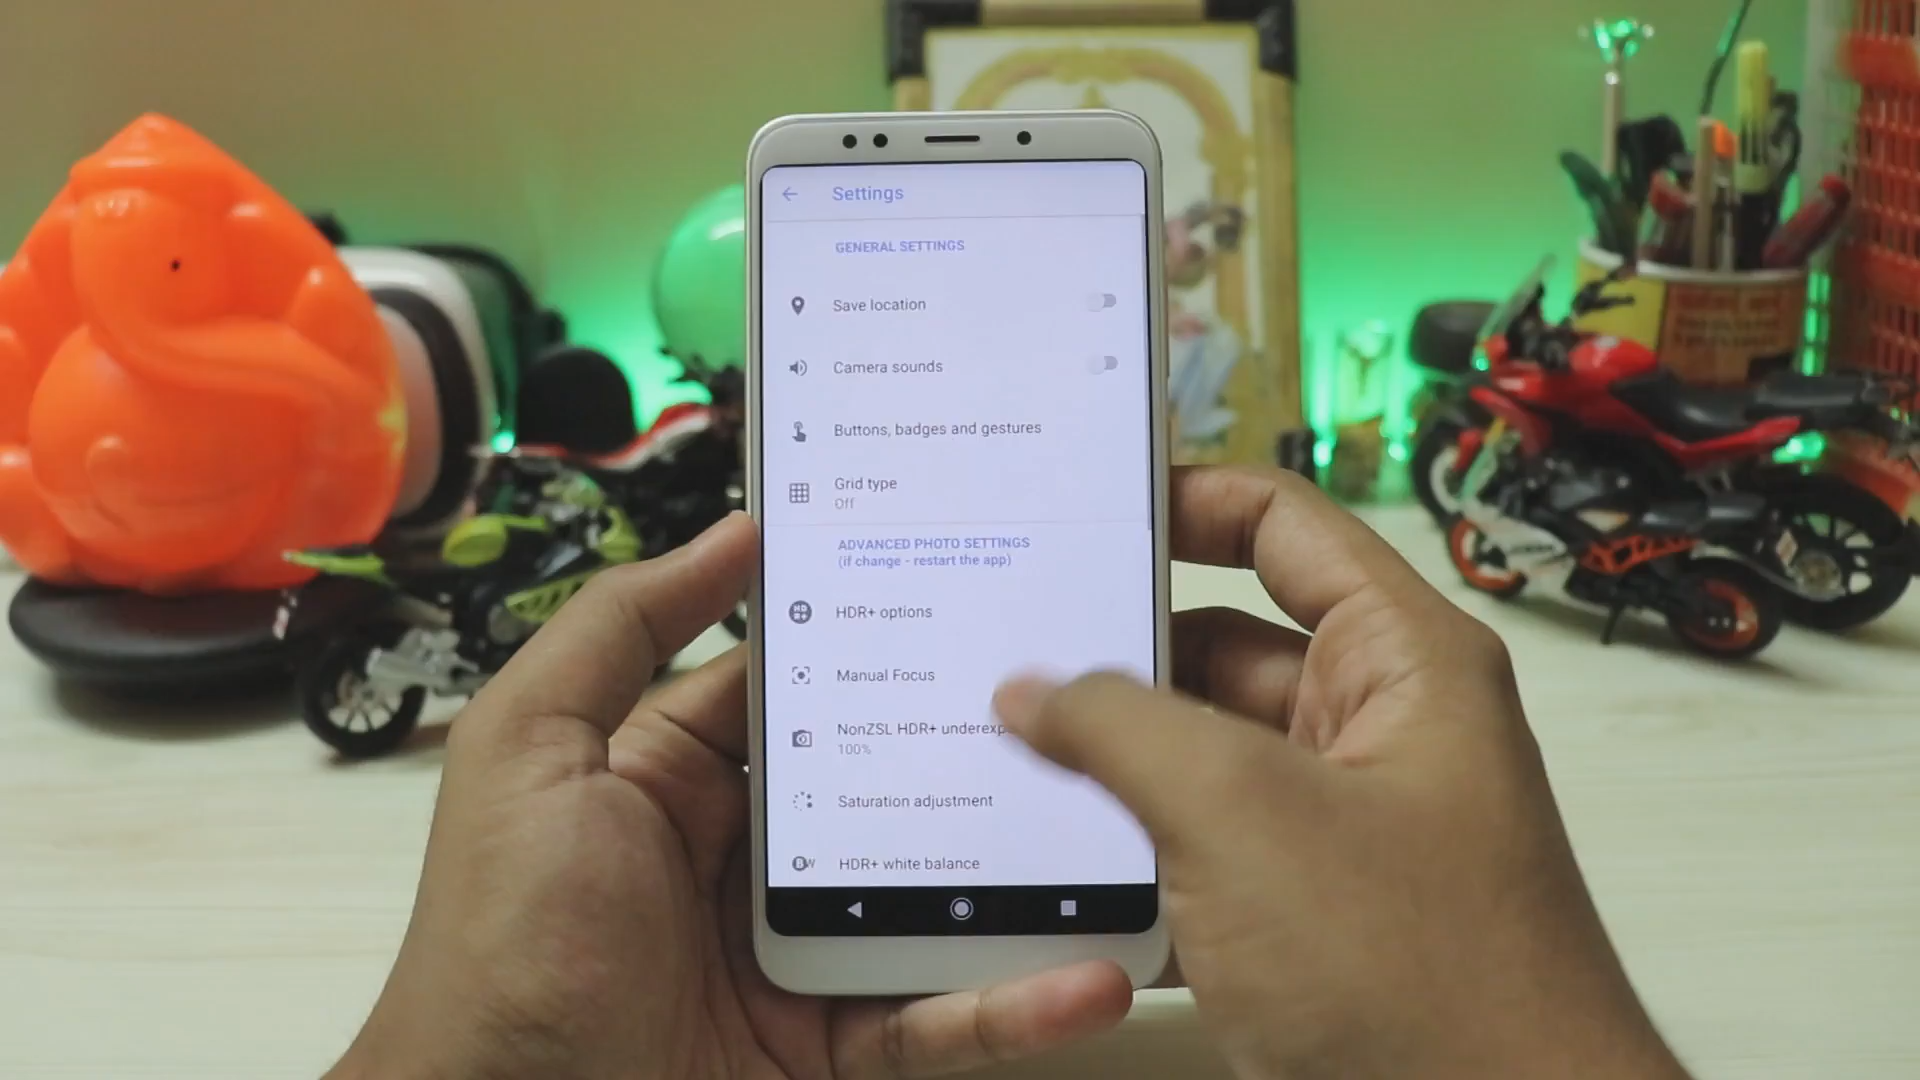 Settings
GENERAL SETTINGS
Save location
Camera sounds
Buttons, badges and gestures
Grid type
Off
ADVANCED PHOTO SETTINGS
(if change - restart the app)
HDR+ options
Manual Focus
NonZSL HDR+
100%
Saturation adjustment
BW HDR+ white balance